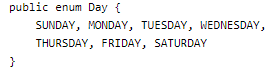 public enum Day {
    SUNDAY, MONDAY, TUESDAY, WEDNESDAY,
    THURSDAY, FRIDAY, SATURDAY
}